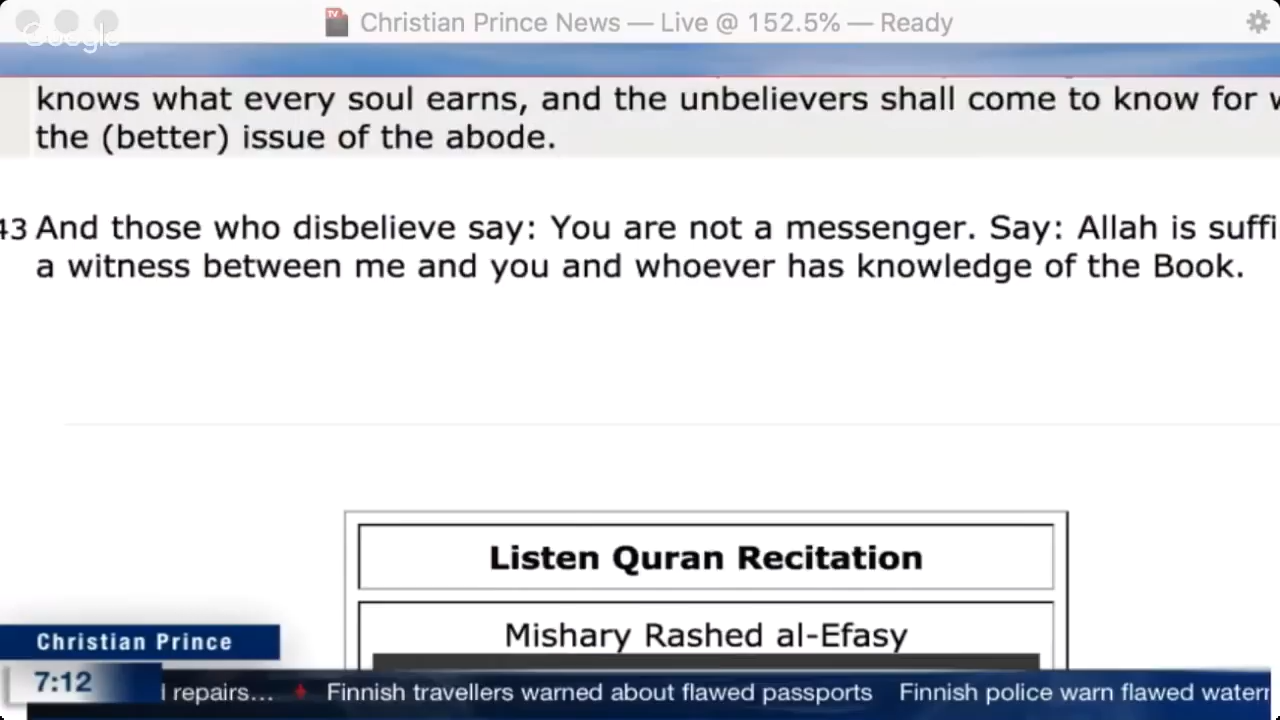 Christian Prince News — Live @ 152.5% — Ready
Google
knows what every soul earns, and the unbelievers shall come to know for
the (better) issue of the abode.
43 And those who disbelieve say: You are not a messenger. Say: Allah is suffi
a witness between me and you and whoever has knowledge of the Book.
Listen Quran Recitation
Mishary Rashed al-Efasy
Christian Prince
7:12
repairs... Finnish travellers warned about flawed passports Finnish police warn flawed